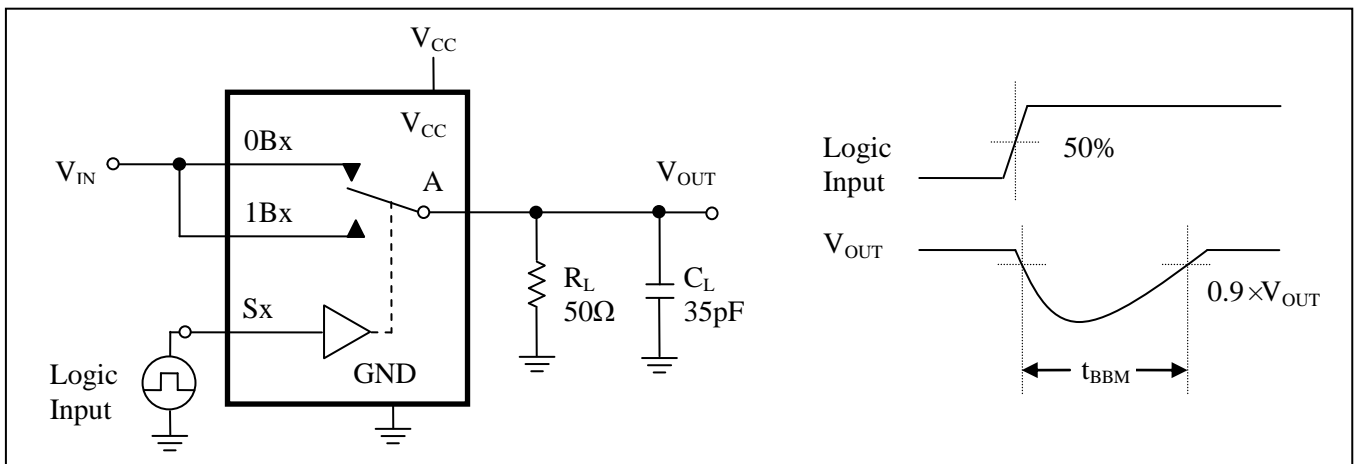 V_CC
V_CC
0Bx
V_IN
A
V_OUT
1Bx
R_L
50Ω
C_L
35pF
Sx
GND
Logic
Input
Logic
Input
50%
V_OUT
0.9×V_OUT
t_BBM